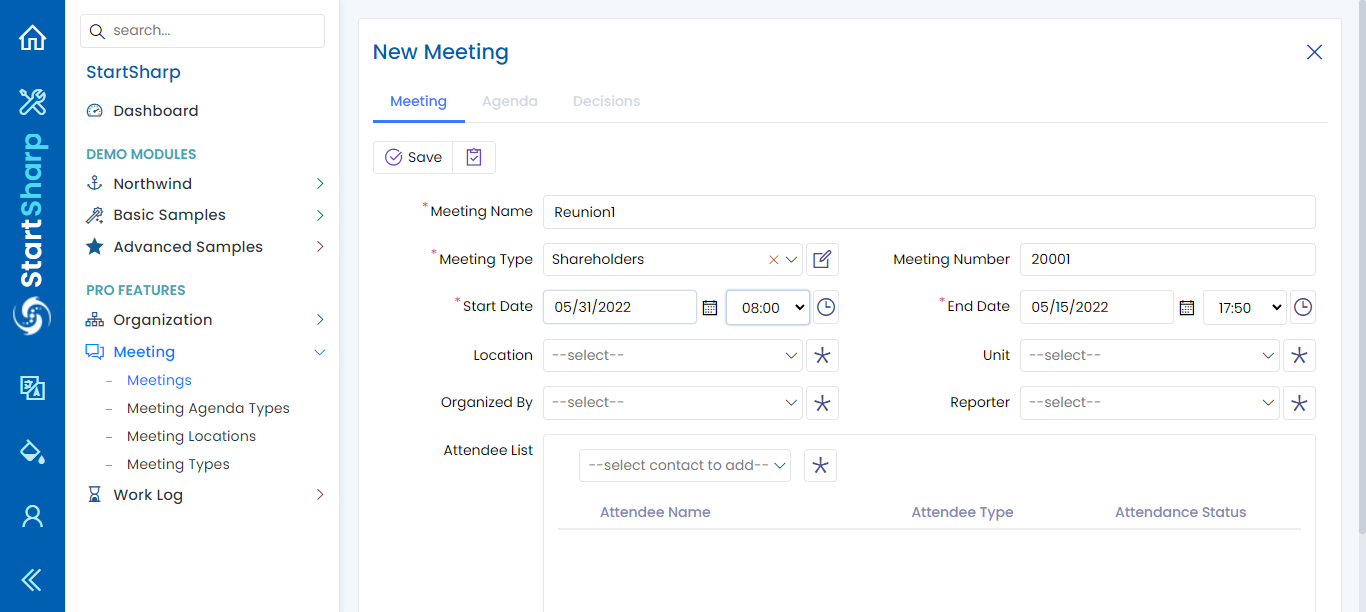 StartSharp
search...
StartSharp
Dashboard
DEMO MODULES
Northwind
Basic Samples
Advanced Samples
PRO FEATURES
Organization
Meeting
Meetings
Meeting Agenda Types
Meeting Locations
Meeting Types
Work Log
New Meeting
Meeting Agenda Decisions
Save
*Meeting Name Reunion1
*Meeting Type Shareholders Meeting Number 20001
*Start Date 05/31/2022 08:00 *End Date 05/15/2022 17:50
Location --select-- Unit --select--
Organized By --select-- Reporter --select--
Attendee List
--select contact to add--
Attendee Name Attendee Type Attendance Status